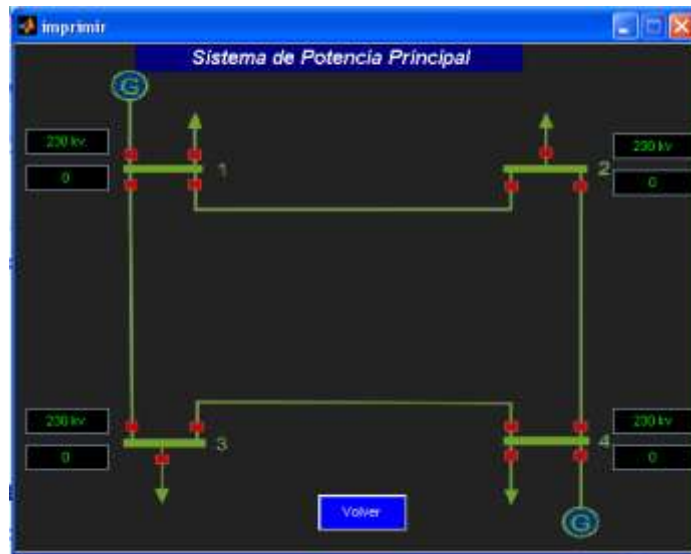 imprimir
Sistema de Potencia Principal
G
230 kv.
0
1
2
230 kv
0
230 kv
0
3
4
230 kv
0
Volver
G